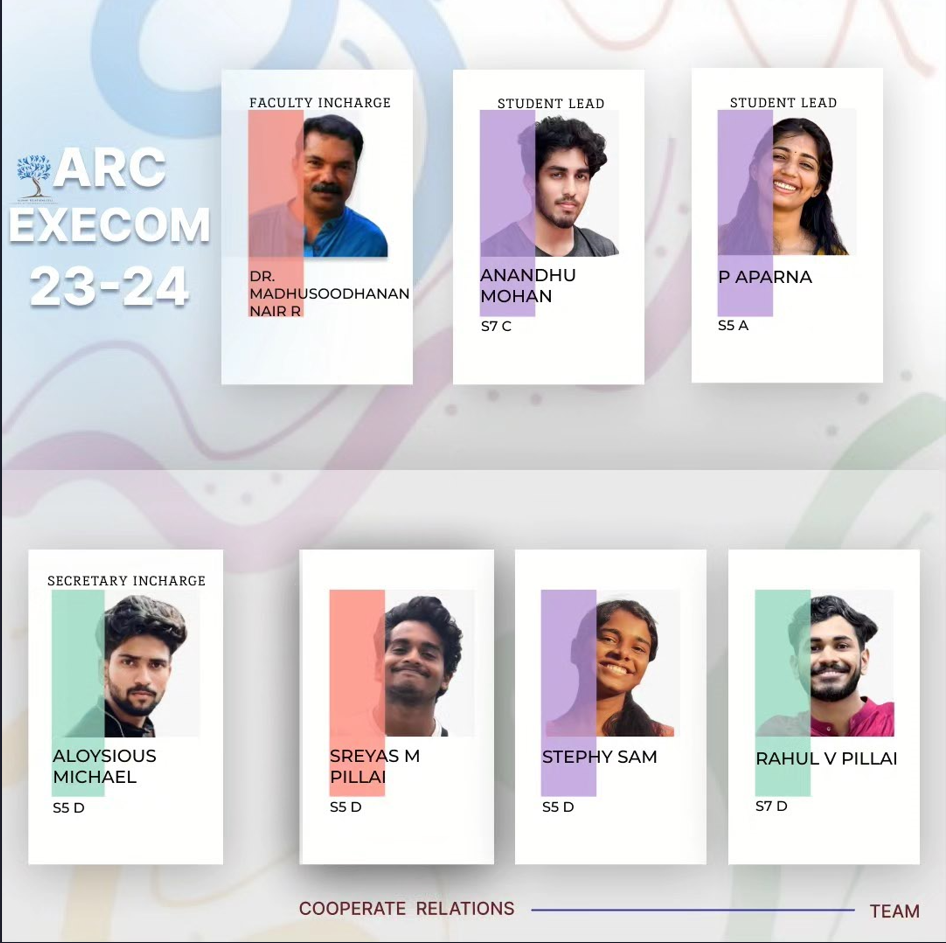 ARC
EXECOM
23-24
FACULTY INCHARGE
DR.
MADHUSOODHANAN
NAIR R
STUDENT LEAD
ANANDHU
MOHAN
S7 C
STUDENT LEAD
P APARNA
S5 A
SECRETARY INCHARGE
ALOYSIOUS
MICHAEL
S5 D
SREYAS M
PILLAI
S5 D
STEPHY SAM
S5 D
RAHUL V PILLAI
S7 D
COOPERATE RELATIONS
TEAM